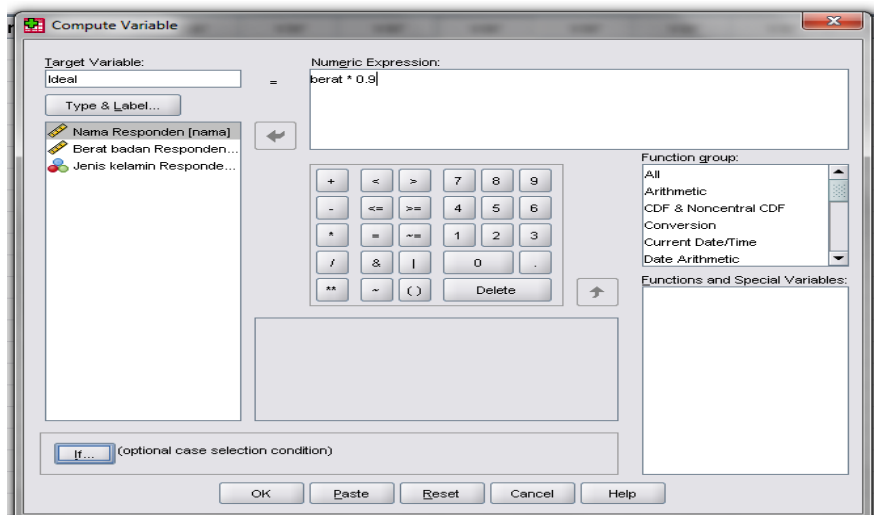 Compute Variable
Target Variable:
Ideal
=
Numeric Expression:
berat * 0.9
Type & Label...
Nama Responden [nama]
Berat badan Responden...
Jenis kelamin Responde...
+ < > 7 8 9
- <= >= 4 5 6
* = ~= 1 2 3
/ & | 0 .
** ~ ( ) Delete
Function group:
All
Arithmetic
CDF & Noncentral CDF
Conversion
Current Date/Time
Date Arithmetic
Functions and Special Variables:
If... (optional case selection condition)
OK Paste Reset Cancel Help